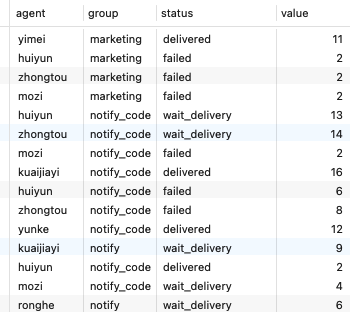 agent group status value
yimei marketing delivered 11
huiyun marketing failed 2
zhongtou marketing failed 2
mozi marketing failed 2
huiyun notify_code wait_delivery 13
zhongtou notify_code wait_delivery 14
mozi notify_code failed 2
kuaijiayi notify_code delivered 16
huiyun notify_code failed 6
zhongtou notify_code failed 8
yunke notify_code delivered 12
kuaijiayi notify wait_delivery 9
huiyun notify_code delivered 2
mozi notify_code wait_delivery 4
ronghe notify wait_delivery 6